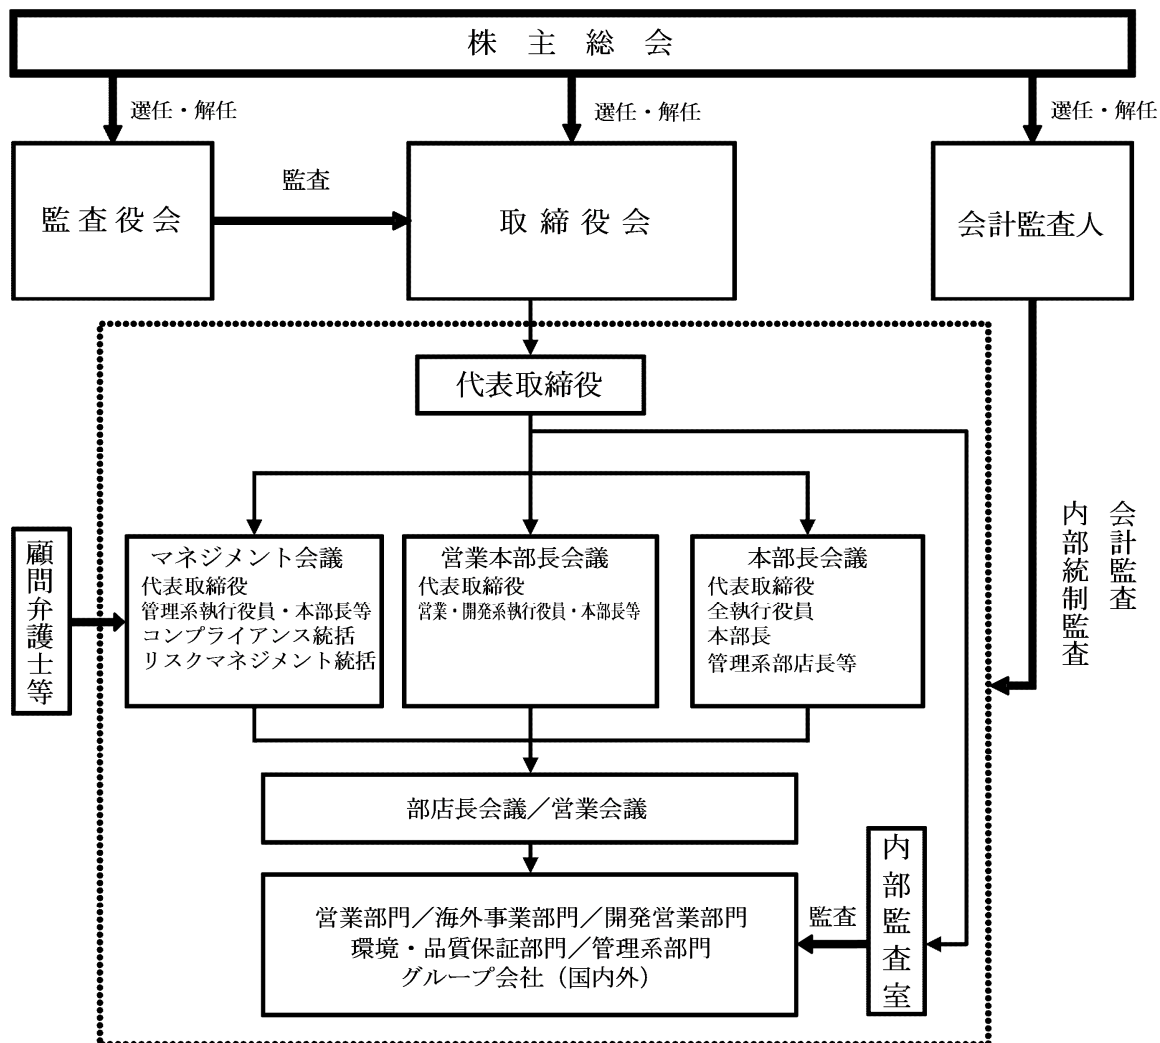 株主総会
選任・解任
選任・解任
選任・解任
監査役会
監査
取締役会
会計監査人
代表取締役
会計監査
内部統制監査
顧問弁護士等
マネジメント会議
代表取締役
管理系執行役員・本部長等
コンプライアンス統括
リスクマネジメント統括
営業本部長会議
代表取締役
営業・開発系執行役員・本部長等
本部長会議
代表取締役
全執行役員
本部長
管理系部店長等
部店長会議／営業会議
営業部門／海外事業部門／開発営業部門
環境・品質保証部門／管理系部門
グループ会社（国内外）
監査
内部監査室